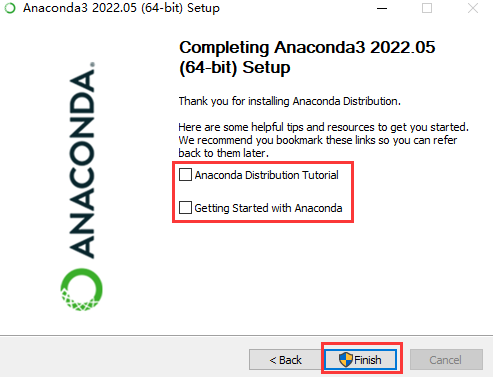 Anaconda3 2022.05 (64-bit) Setup
Completing Anaconda3 2022.05
(64-bit) Setup
Thank you for installing Anaconda Distribution.
Here are some helpful tips and resources to get you started.
We recommend you bookmark these links so you can refer
back to them later.
Anaconda Distribution Tutorial
Getting Started with Anaconda
ANACONDA.
< Back
Finish
Cancel